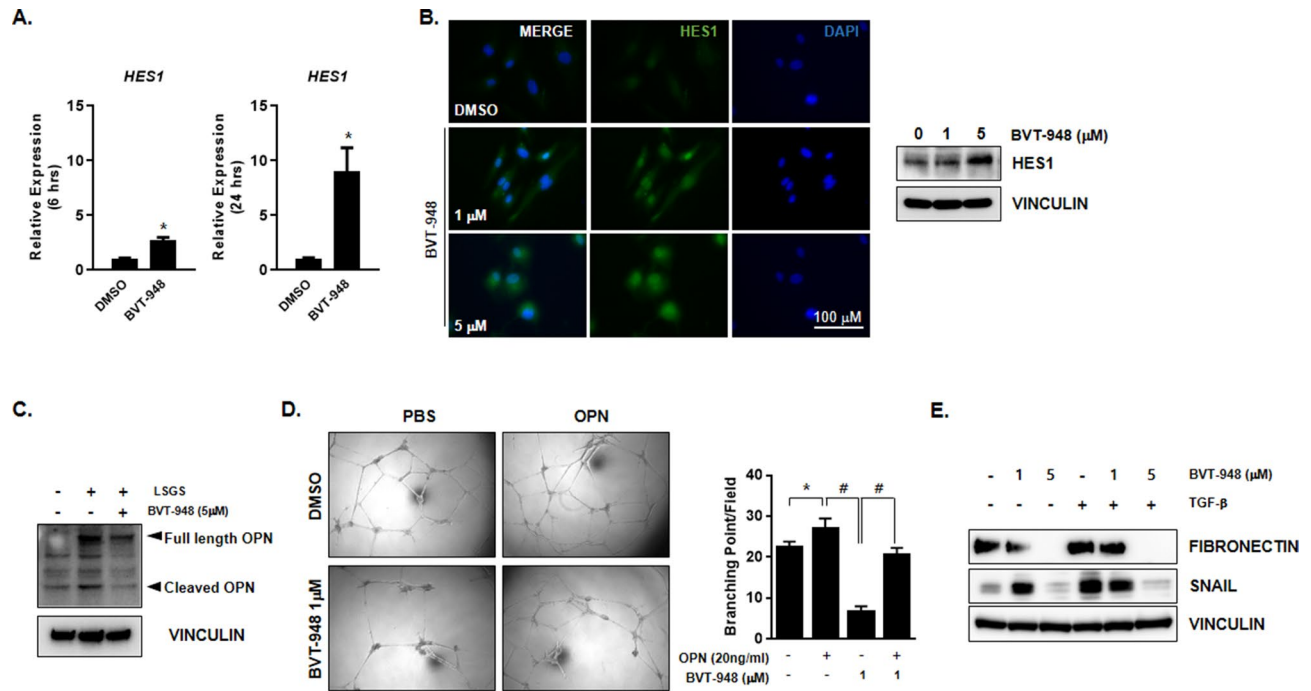 A.
HES1
15
10
5
0
Relative Expression
(6 hrs)
*
DMSO
BVT-948
HES1
15
10
5
0
Relative Expression
(24 hrs)
*
DMSO
BVT-948
B.
MERGE
HES1
DAPI
DMSO
BVT-948
1 µM
5 µM
100 µM
0 1 5 BVT-948 (µM)
HES1
VINCULIN
C.
- + + LSGS
- - + BVT-948 (5µM)
Full length OPN
Cleaved OPN
VINCULIN
D.
PBS OPN
DMSO
BVT-948 1µM
Branching Point/Field
40
30
20
10
0
* # #
OPN (20ng/ml) - + - +
BVT-948 (µM) - - 1 1
E.
- 1 5 - 1 5 BVT-948 (µM)
- - - + + + TGF-β
FIBRONECTIN
SNAIL
VINCULIN